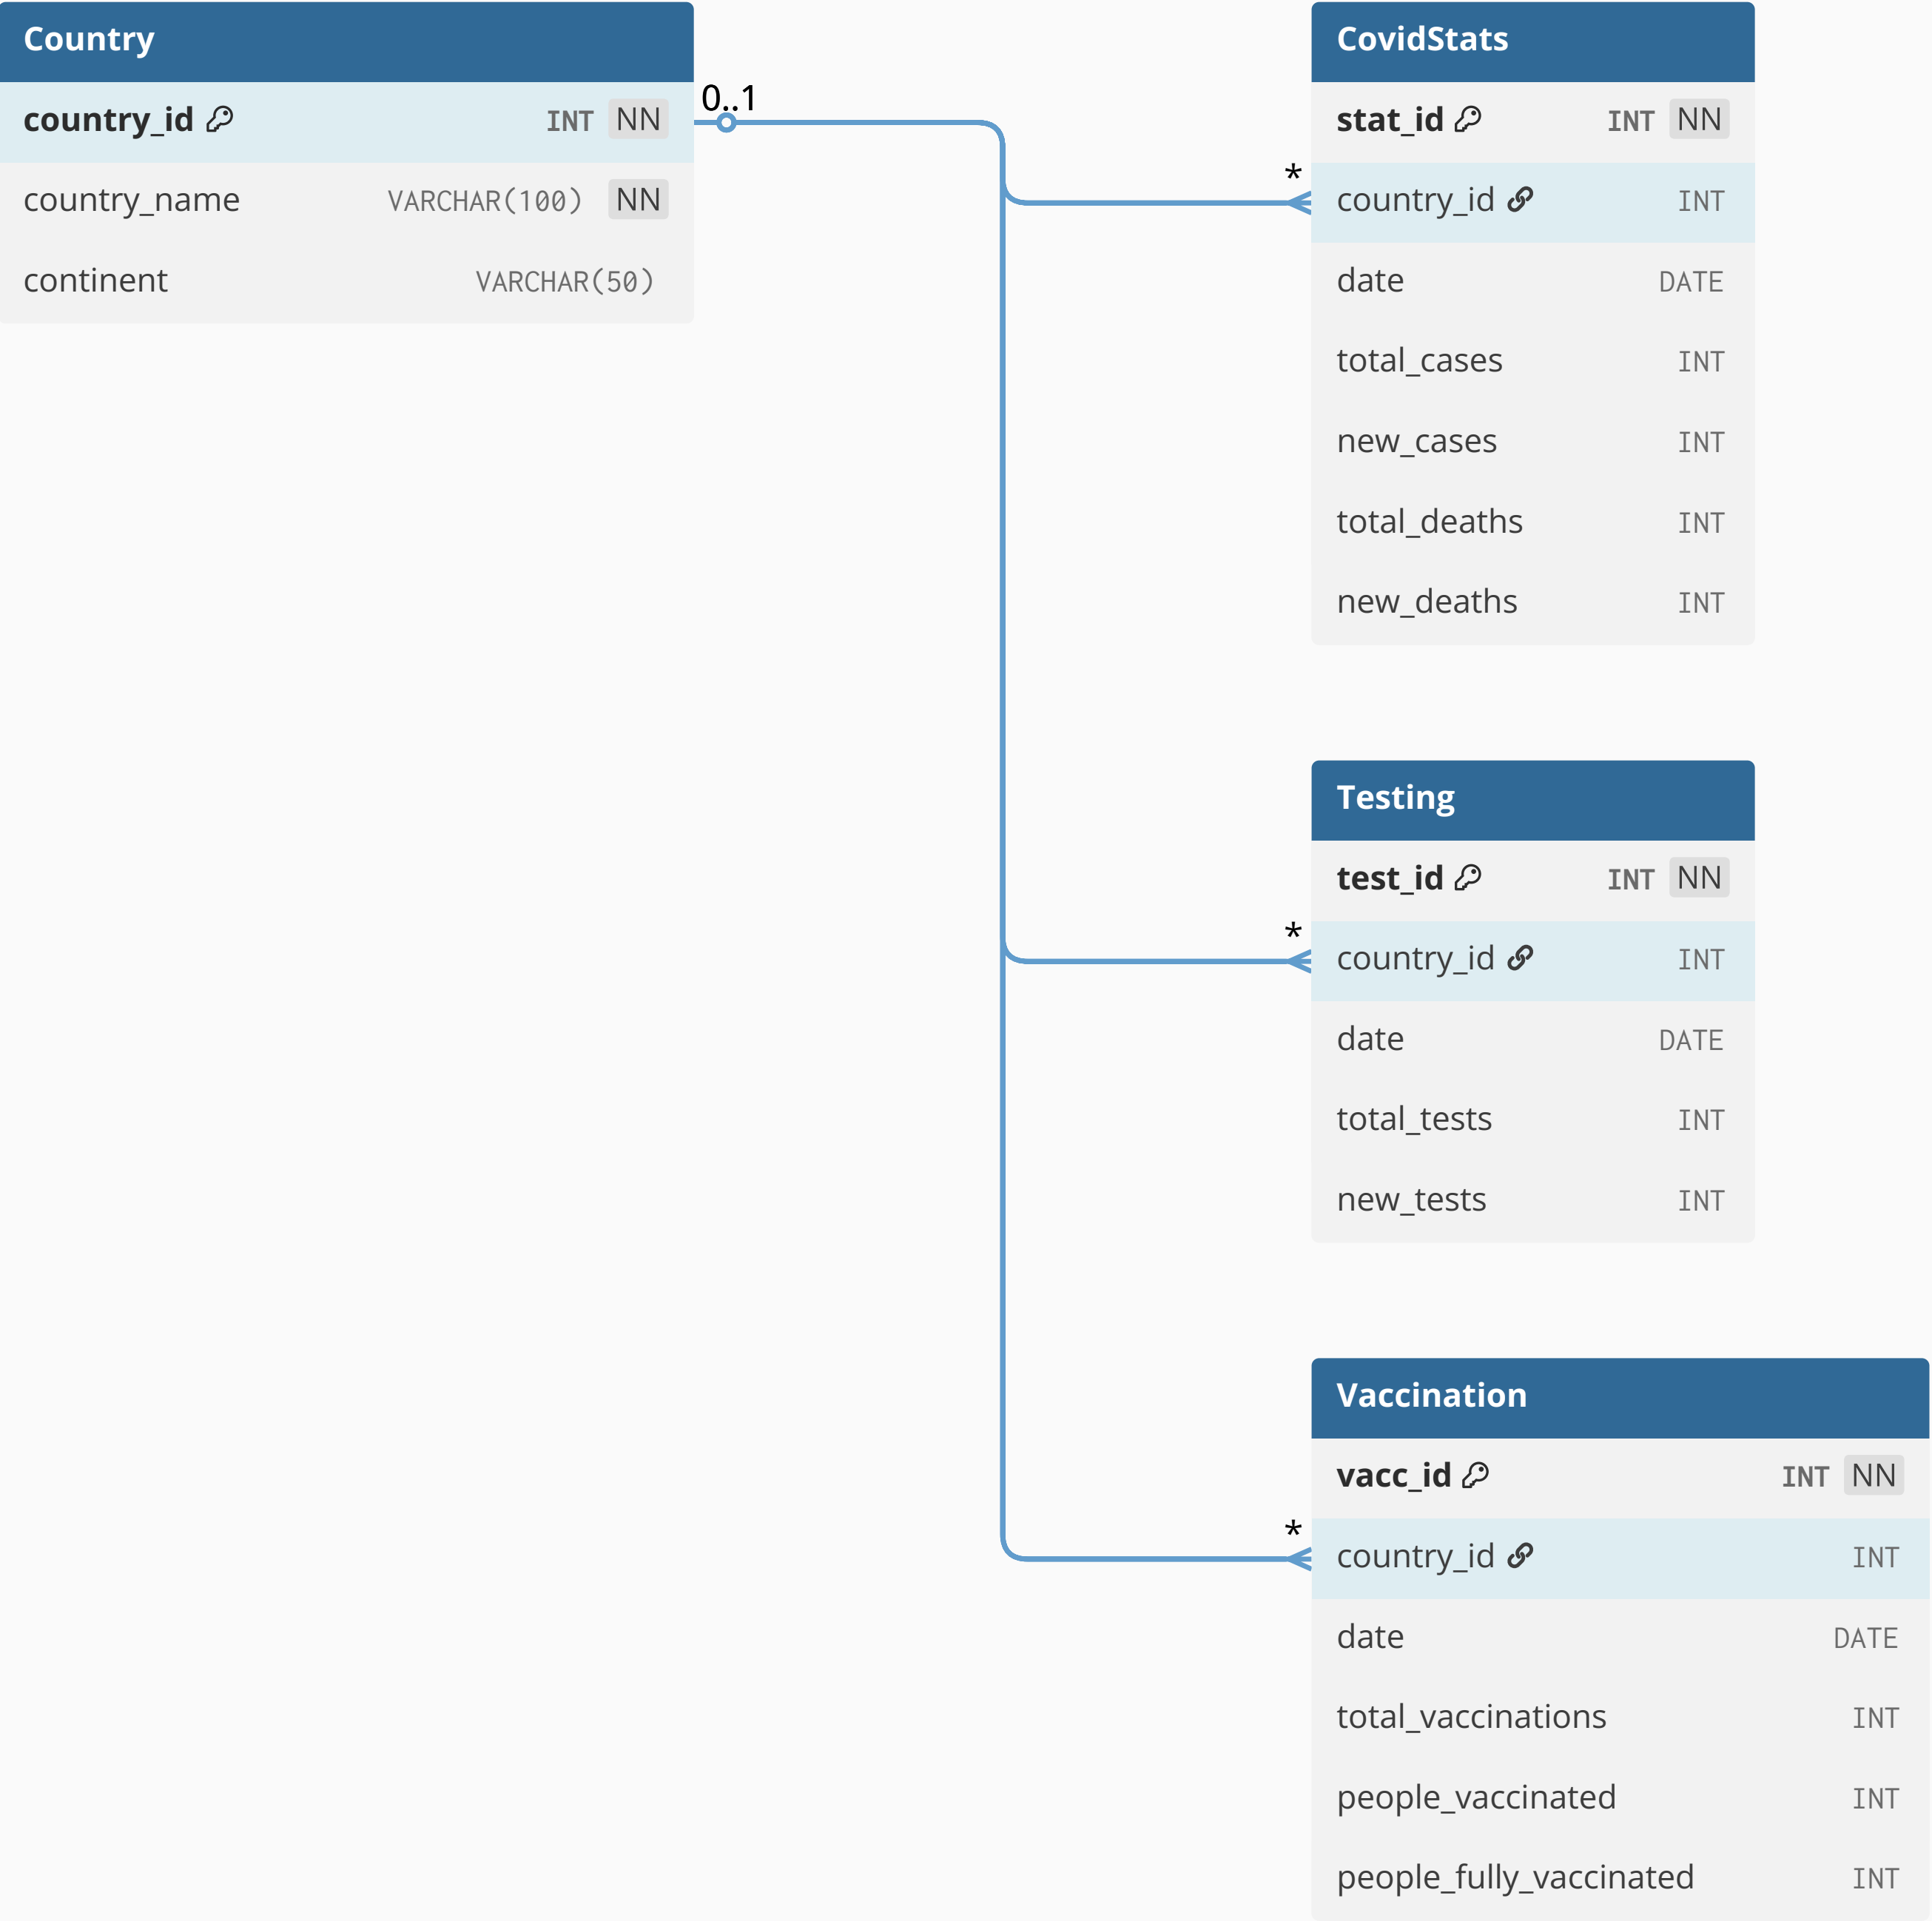 Country
country_id INT NN
country_name VARCHAR(100) NN
continent VARCHAR(50)
0..1
CovidStats
stat_id INT NN
*
country_id INT
date DATE
total_cases INT
new_cases INT
total_deaths INT
new_deaths INT
Testing
test_id INT NN
*
country_id INT
date DATE
total_tests INT
new_tests INT
Vaccination
vacc_id INT NN
*
country_id INT
date DATE
total_vaccinations INT
people_vaccinated INT
people_fully_vaccinated INT